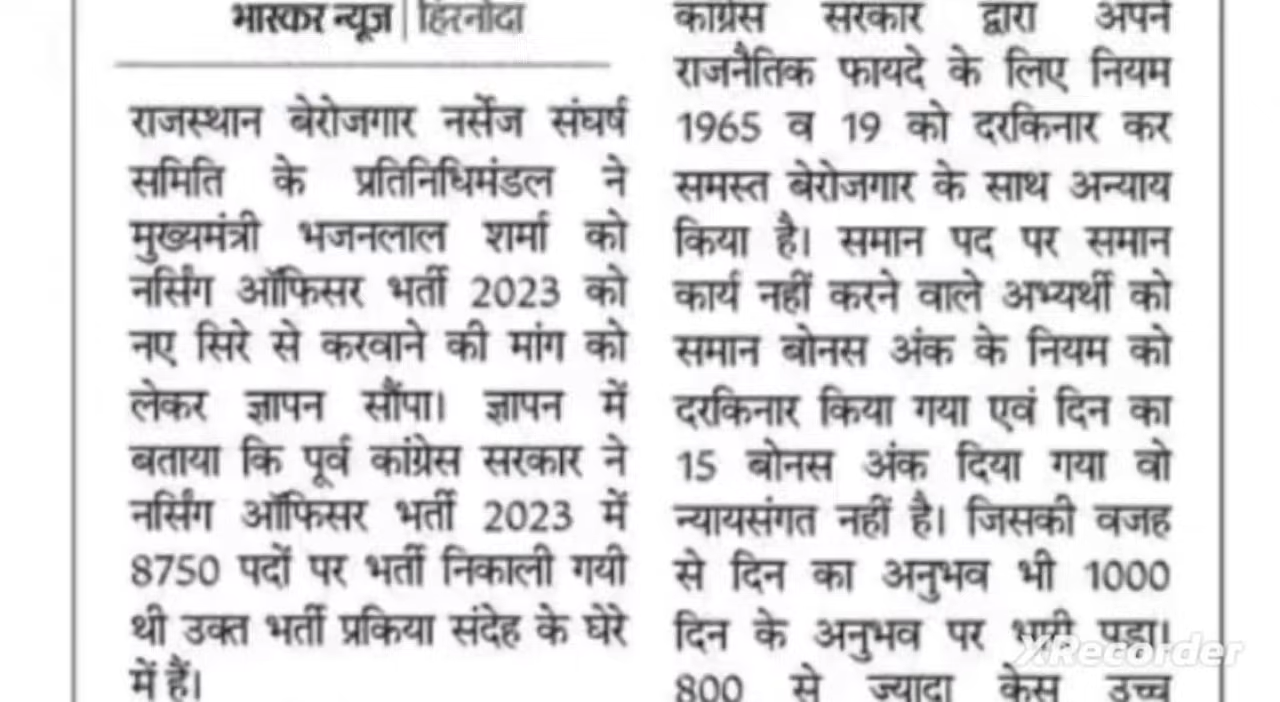 भास्कर न्यूज | हिरनोदा
राजस्थान बेरोजगार नर्सेज संघर्ष
समिति के प्रतिनिधिमंडल ने
मुख्यमंत्री भजनलाल शर्मा को
नर्सिंग ऑफिसर भर्ती 2023 को
नए सिरे से करवाने की मांग को
लेकर ज्ञापन सौंपा। ज्ञापन में
बताया कि पूर्व कांग्रेस सरकार ने
नर्सिंग ऑफिसर भर्ती 2023 में
8750 पदों पर भर्ती निकाली गयी
थी उक्त भर्ती प्रकिया संदेह के घेरे
में हैं।
कांग्रेस सरकार द्वारा अपने
राजनैतिक फायदे के लिए नियम
1965 व 19 को दरकिनार कर
समस्त बेरोजगार के साथ अन्याय
किया है। समान पद पर समान
कार्य नहीं करने वाले अभ्यर्थी को
समान बोनस अंक के नियम को
दरकिनार किया गया एवं दिन का
15 बोनस अंक दिया गया वो
न्यायसंगत नहीं है। जिसकी वजह
से दिन का अनुभव भी 1000
दिन के अनुभव पर भारी पड़ा।
800 से ज्यादा केस उच्च
XRecorder